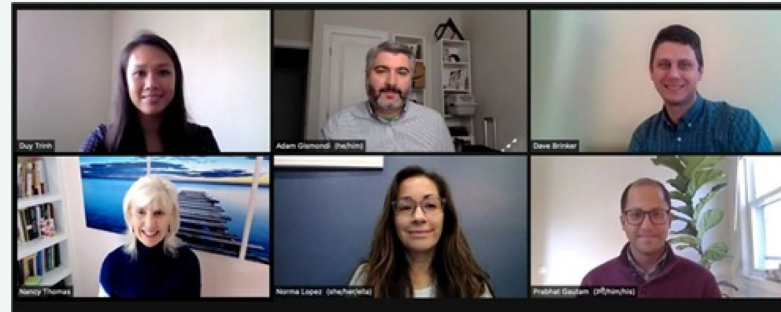 Duy Trinh
Adam Gismondi (he/him)
Dave Brinker
Nancy Thomas
Norma Lopez (she/her/ella)
Prabhat Gautam (उनी/him/his)